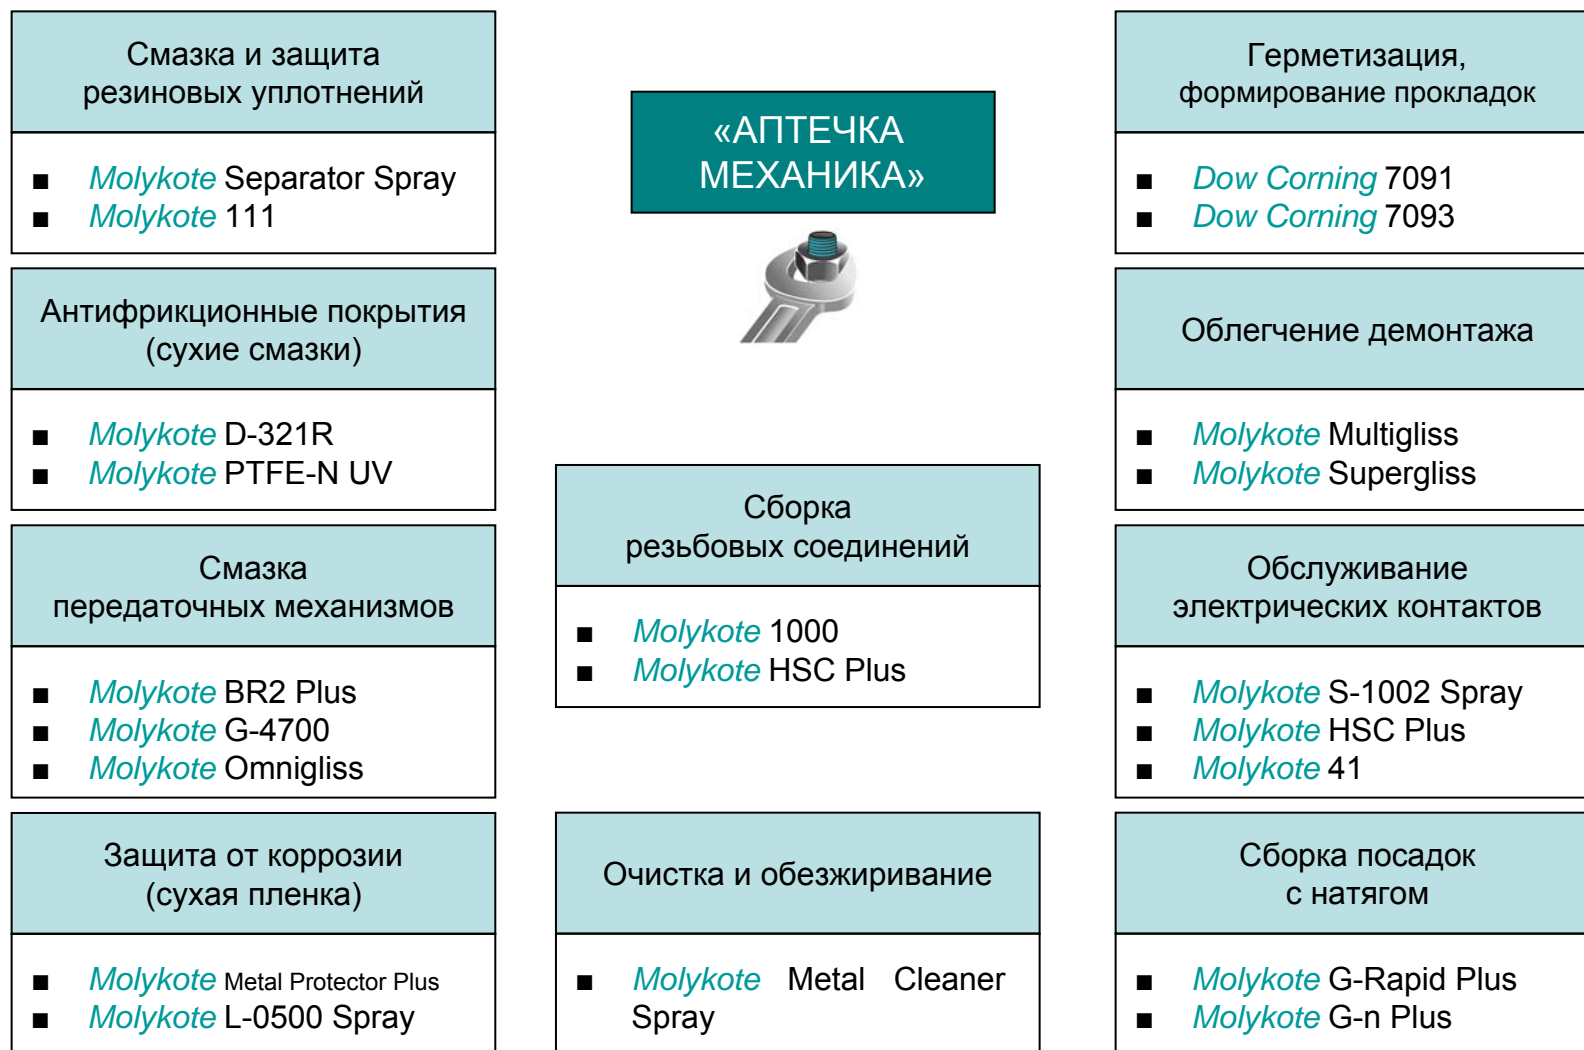 Смазка и защита
резиновых уплотнений
■ Molykote Separator Spray
■ Molykote 111
Антифрикционные покрытия
(сухие смазки)
■ Molykote D-321R
■ Molykote PTFE-N UV
Смазка
передаточных механизмов
■ Molykote BR2 Plus
■ Molykote G-4700
■ Molykote Omnigliss
Защита от коррозии
(сухая пленка)
■ Molykote Metal Protector Plus
■ Molykote L-0500 Spray
«АПТЕЧКА
МЕХАНИКА»
Сборка
резьбовых соединений
■ Molykote 1000
■ Molykote HSC Plus
Очистка и обезжиривание
■ Molykote Metal Cleaner
Spray
Герметизация,
формирование прокладок
■ Dow Corning 7091
■ Dow Corning 7093
Облегчение демонтажа
■ Molykote Multigliss
■ Molykote Supergliss
Обслуживание
электрических контактов
■ Molykote S-1002 Spray
■ Molykote HSC Plus
■ Molykote 41
Сборка посадок
с натягом
■ Molykote G-Rapid Plus
■ Molykote G-n Plus